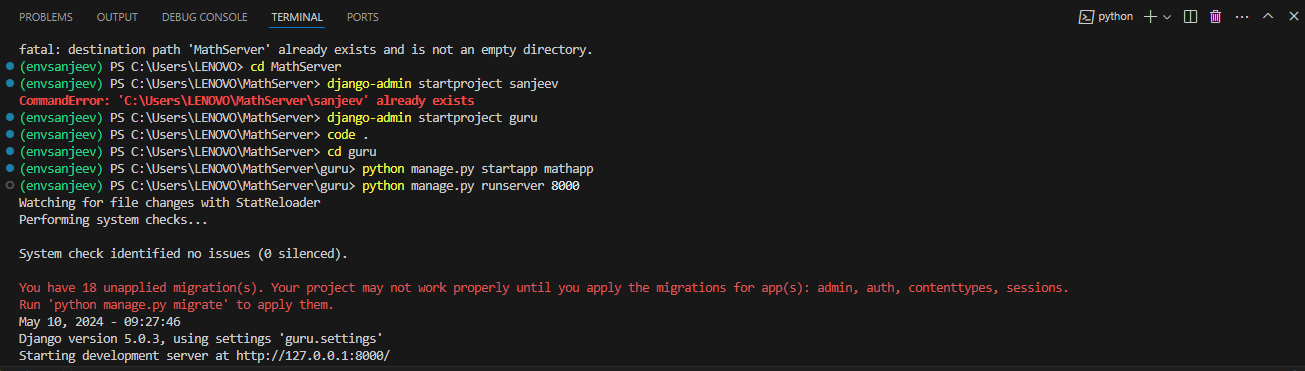 PROBLEMS OUTPUT DEBUG CONSOLE TERMINAL PORTS python
fatal: destination path 'MathServer' already exists and is not an empty directory.
(envsanjeev) PS C:\Users\LENOVO> cd MathServer
(envsanjeev) PS C:\Users\LENOVO\MathServer> django-admin startproject sanjeev
CommandError: 'C:\Users\LENOVO\MathServer\sanjeev' already exists
(envsanjeev) PS C:\Users\LENOVO\MathServer> django-admin startproject guru
(envsanjeev) PS C:\Users\LENOVO\MathServer> code .
(envsanjeev) PS C:\Users\LENOVO\MathServer> cd guru
(envsanjeev) PS C:\Users\LENOVO\MathServer\guru> python manage.py startapp mathapp
(envsanjeev) PS C:\Users\LENOVO\MathServer\guru> python manage.py runserver 8000
Watching for file changes with StatReloader
Performing system checks...
System check identified no issues (0 silenced).
You have 18 unapplied migration(s). Your project may not work properly until you apply the migrations for app(s): admin, auth, contenttypes, sessions.
Run 'python manage.py migrate' to apply them.
May 10, 2024 - 09:27:46
Django version 5.0.3, using settings 'guru.settings'
Starting development server at http://127.0.0.1:8000/